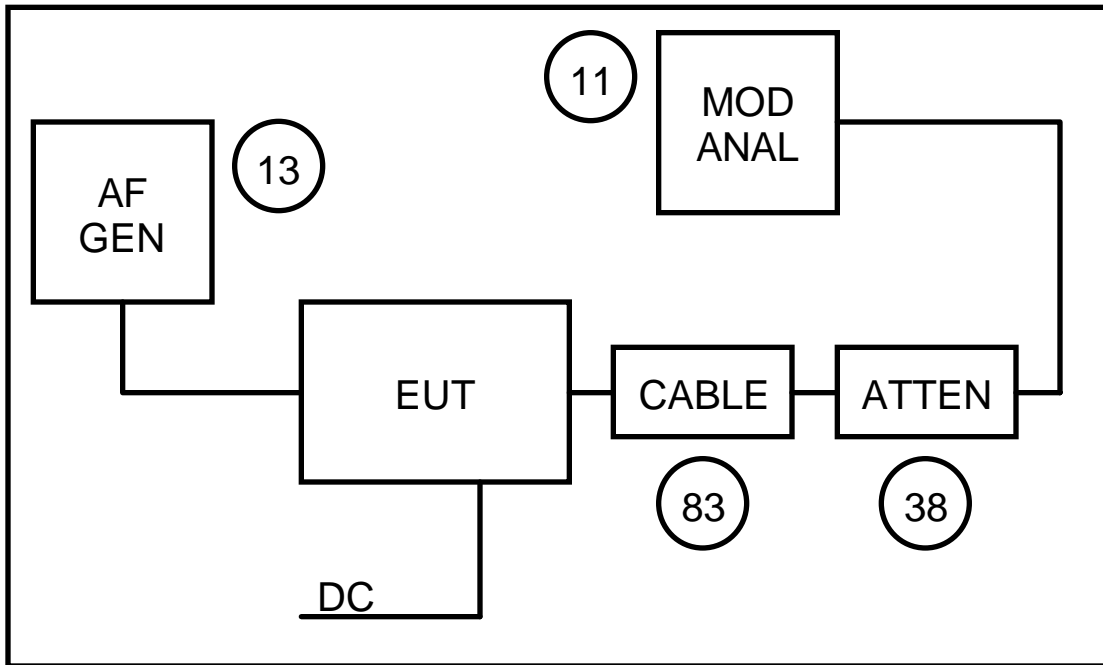 11
MOD
ANAL
13
AF
GEN
EUT
CABLE
ATTEN
83
38
DC